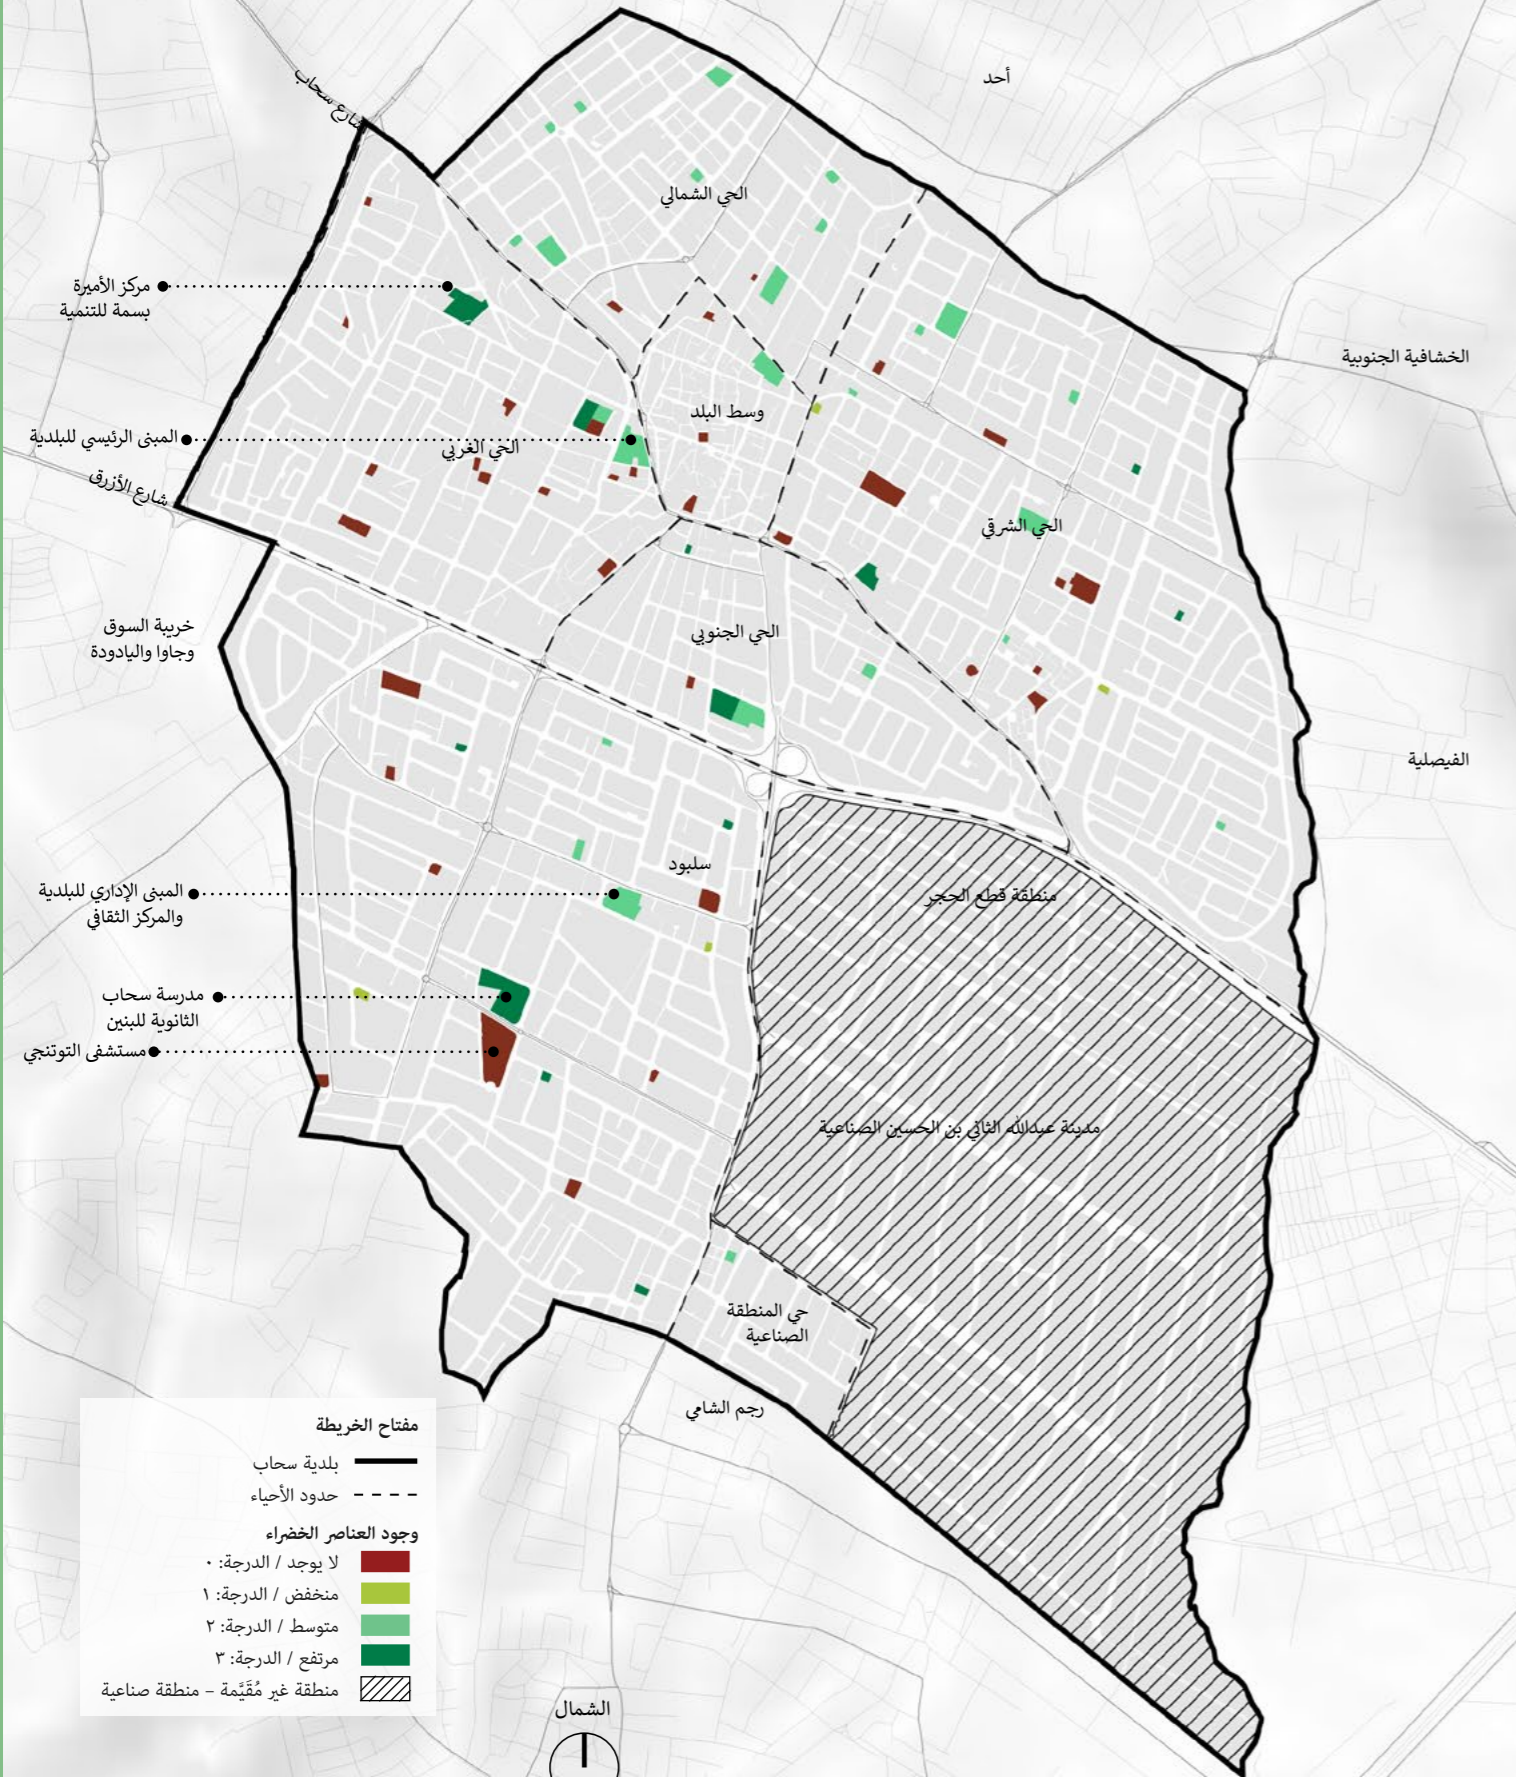 أحد
شارع سحاب
الحي الشمالي
مركز الأميرة
بسمة للتنمية
الخشافية الجنوبية
وسط البلد
المبنى الرئيسي للبلدية
الحي الغربي
شارع الأزرق
الحي الشرقي
خريبة السوق
وجاوا واليادودة
الحي الجنوبي
الفيصلية
سلبود
المبنى الإداري للبلدية
والمركز الثقافي
منطقة قطع الحجر
مدرسة سحاب
الثانوية للبنين
مستشفى التوتنجي
مدينة عبدالله الثاني بن الحسين الصناعية
حي المنطقة
الصناعية
رجم الشامي
مفتاح الخريطة
بلدية سحاب
حدود الأحياء
وجود العناصر الخضراء
لا يوجد / الدرجة: ٠
منخفض / الدرجة: ١
متوسط / الدرجة: ٢
مرتفع / الدرجة: ٣
منطقة غير مُقَيَّمة – منطقة صناعية
الشمال